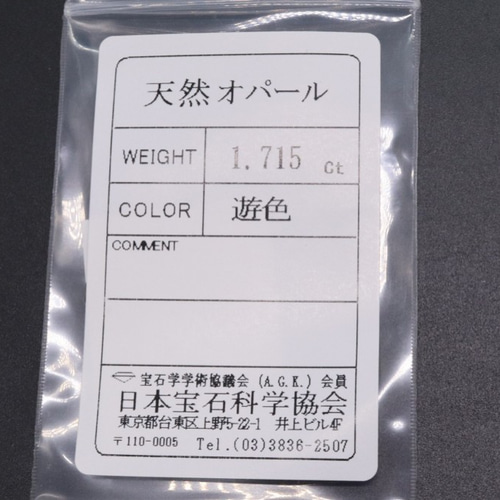 天然オパール
WEIGHT 1.715 ct
COLOR 遊色
COMMENT
宝石学学術協議会 (A.G.K.) 会員
日本宝石科学協会
東京都台東区上野5-22-1 井上ビル4F
〒110-0005 Tel.(03)3836-2507